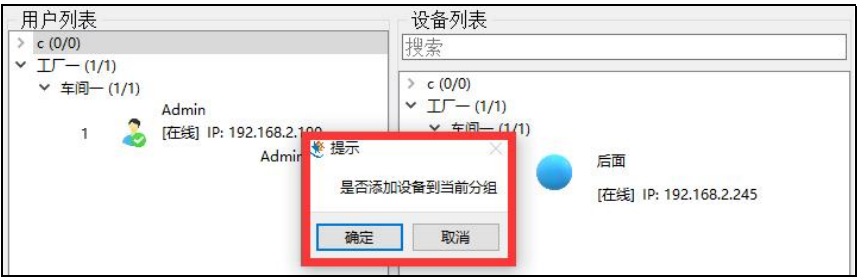 用户列表
c (0/0)
工厂一 (1/1)
车间一 (1/1)
1
Admin
[在线] IP: 192.168.2.190
Admin
设备列表
搜索
c (0/0)
工厂一 (1/1)
车间一 (1/1)
后面
[在线] IP: 192.168.2.245
提示
是否添加设备到当前分组
确定
取消